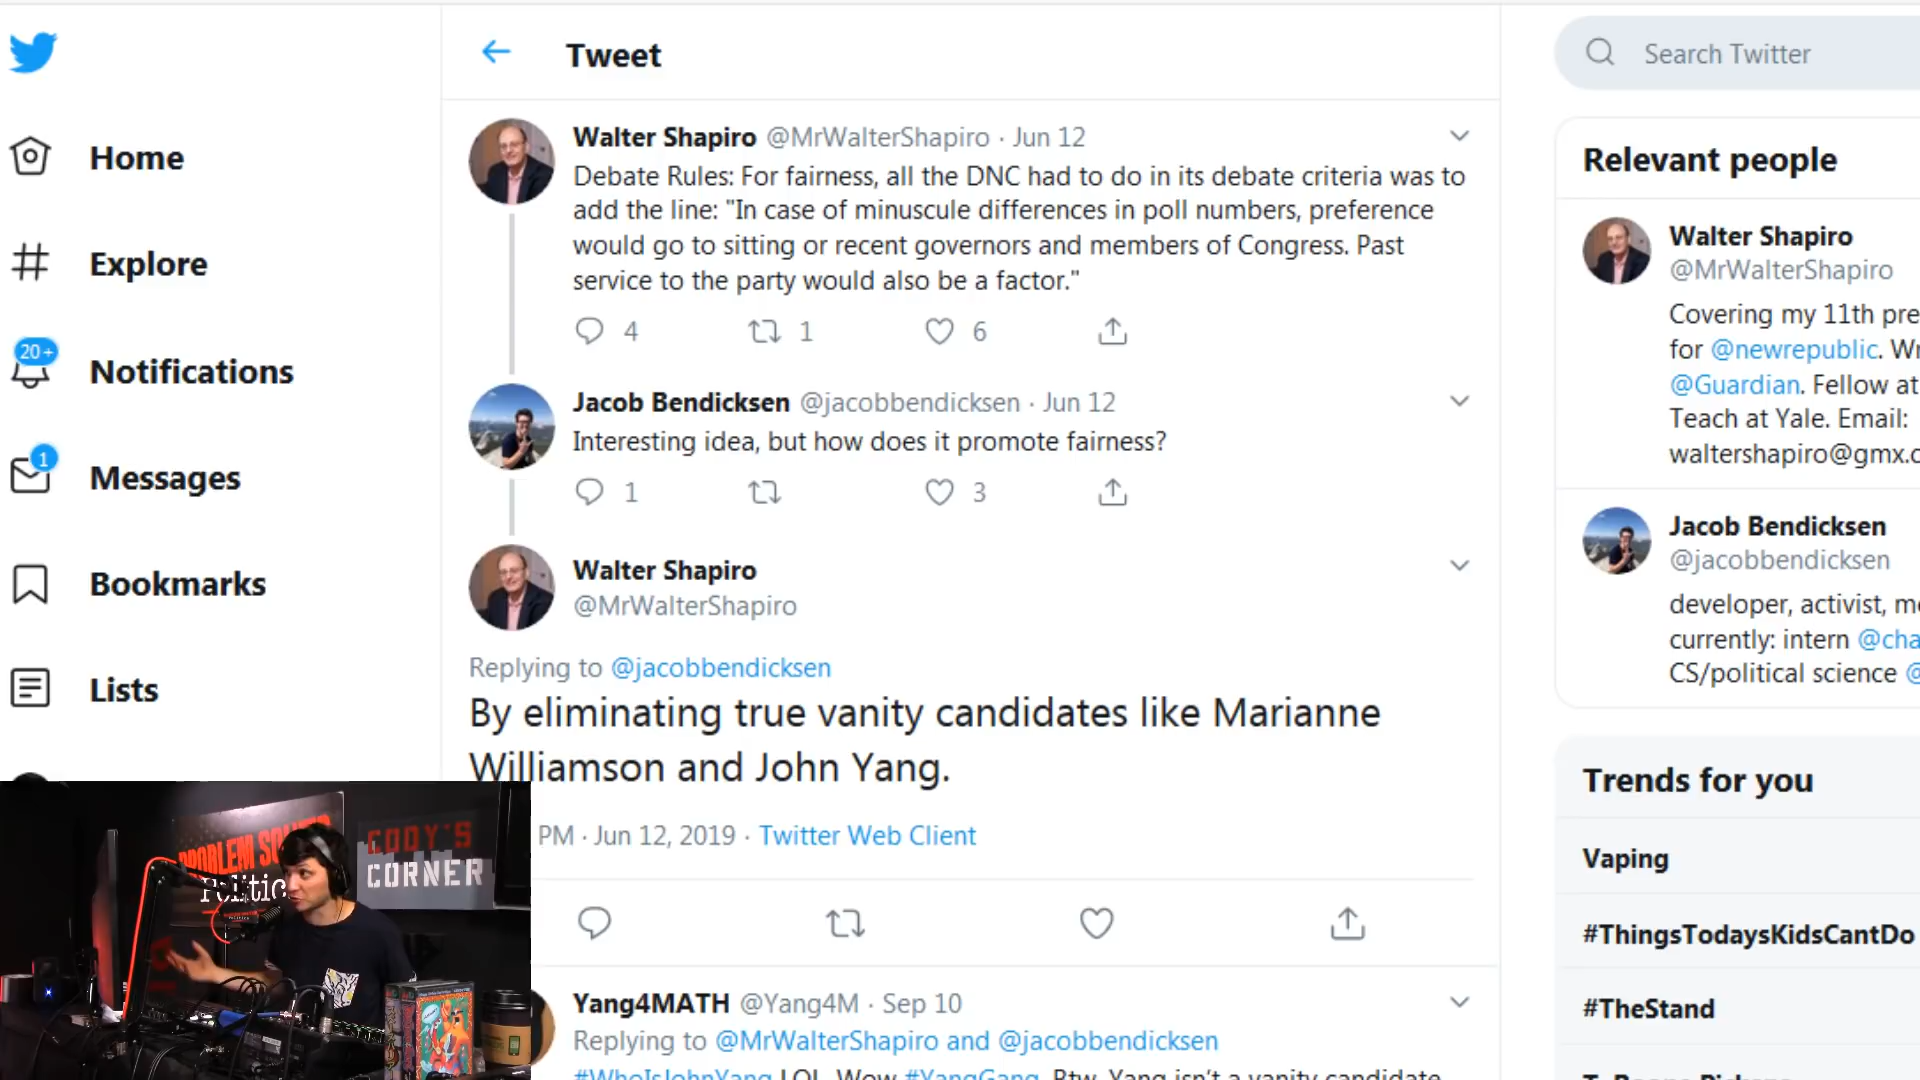 Tweet
Search Twitter
Home
Explore
20+
Notifications
1
Messages
Bookmarks
Lists
Walter Shapiro @MrWalterShapiro · Jun 12
Debate Rules: For fairness, all the DNC had to do in its debate criteria was to
add the line: "In case of minuscule differences in poll numbers, preference
would go to sitting or recent governors and members of Congress. Past
service to the party would also be a factor."
4 1 6
Jacob Bendicksen @jacobbendicksen · Jun 12
Interesting idea, but how does it promote fairness?
1 3
Walter Shapiro
@MrWalterShapiro
Replying to @jacobbendicksen
By eliminating true vanity candidates like Marianne
Williamson and John Yang.
PM · Jun 12, 2019 · Twitter Web Client
Yang4MATH @Yang4M · Sep 10
Replying to @MrWalterShapiro and @jacobbendicksen
#WhoIsJohnYang LOL. Wow #YangGang. Btw, Yang isn't a vanity candidate
Relevant people
Walter Shapiro
@MrWalterShapiro
Covering my 11th pre
for @newrepublic. Wr
@Guardian. Fellow at
Teach at Yale. Email:
waltershapiro@gmx.c
Jacob Bendicksen
@jacobbendicksen
developer, activist, m
currently: intern @cha
CS/political science @
Trends for you
Vaping
#ThingsTodaysKidsCantDo
#TheStand
PROBLEM SO
Politic
CODY'S
CORNER